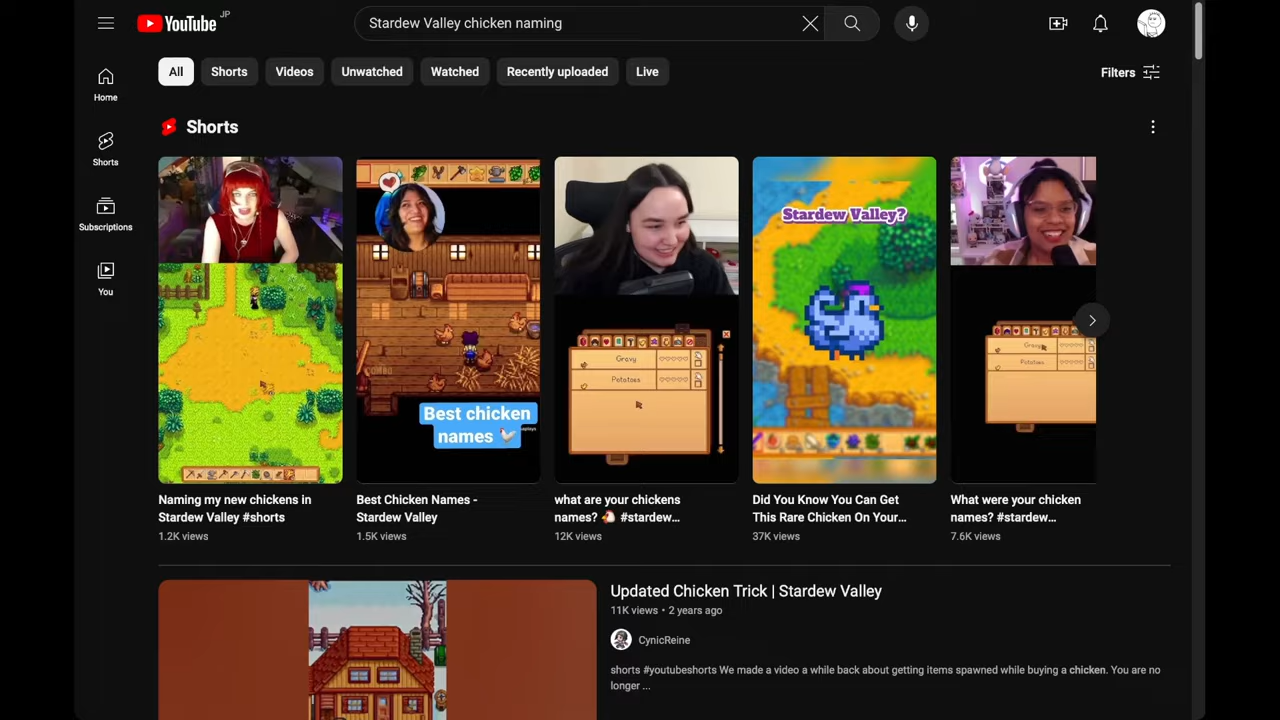 YouTube JP
Stardew Valley chicken naming
All
Shorts
Videos
Unwatched
Watched
Recently uploaded
Live
Filters
Home
Shorts
Subscriptions
You
Shorts
Best chicken
names
Gravy
Potatoes
Stardew Valley?
Gravy
Potatoes
Naming my new chickens in
Stardew Valley #shorts
1.2K views
Best Chicken Names -
Stardew Valley
1.5K views
what are your chickens
names? 🐔 #stardew...
12K views
Did You Know You Can Get
This Rare Chicken On Your...
37K views
What were your chicken
names? #stardew...
7.6K views
Updated Chicken Trick | Stardew Valley
11K views • 2 years ago
CynicReine
shorts #youtubeshorts We made a video a while back about getting items spawned while buying a chicken. You are no
longer ...